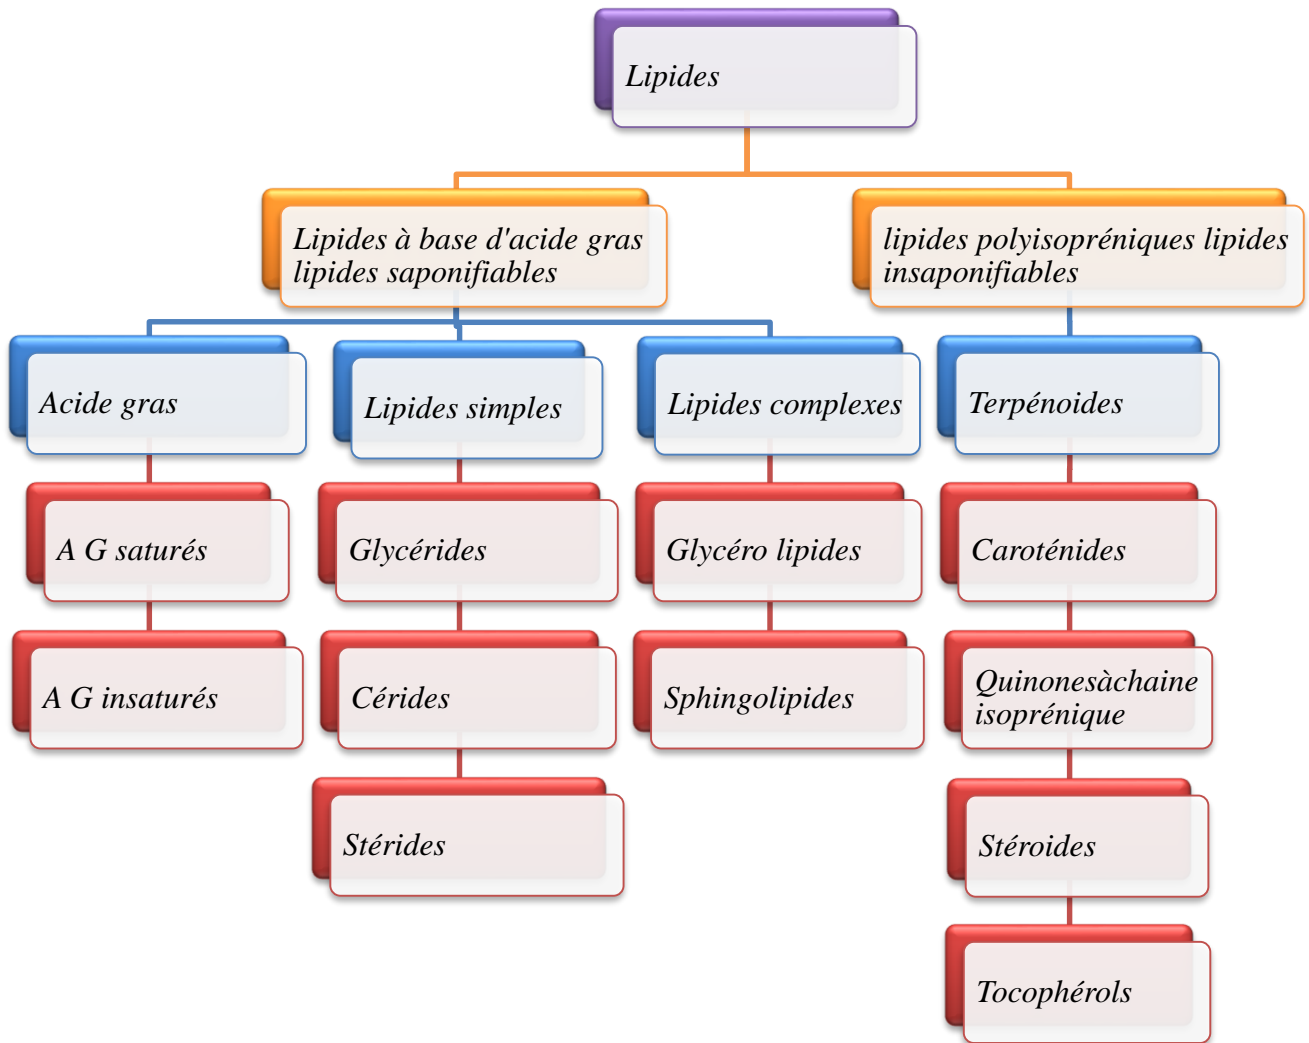 Lipides
Lipides à base d'acide gras
lipides saponifiables
lipides polyisopréniques lipides
insaponifiables
Acide gras
Lipides simples
Lipides complexes
Terpénoides
A G saturés
Glycérides
Glycéro lipides
Caroténides
A G insaturés
Cérides
Sphingolipides
Quinonesàchaine
isoprénique
Stérides
Stéroides
Tocophérols